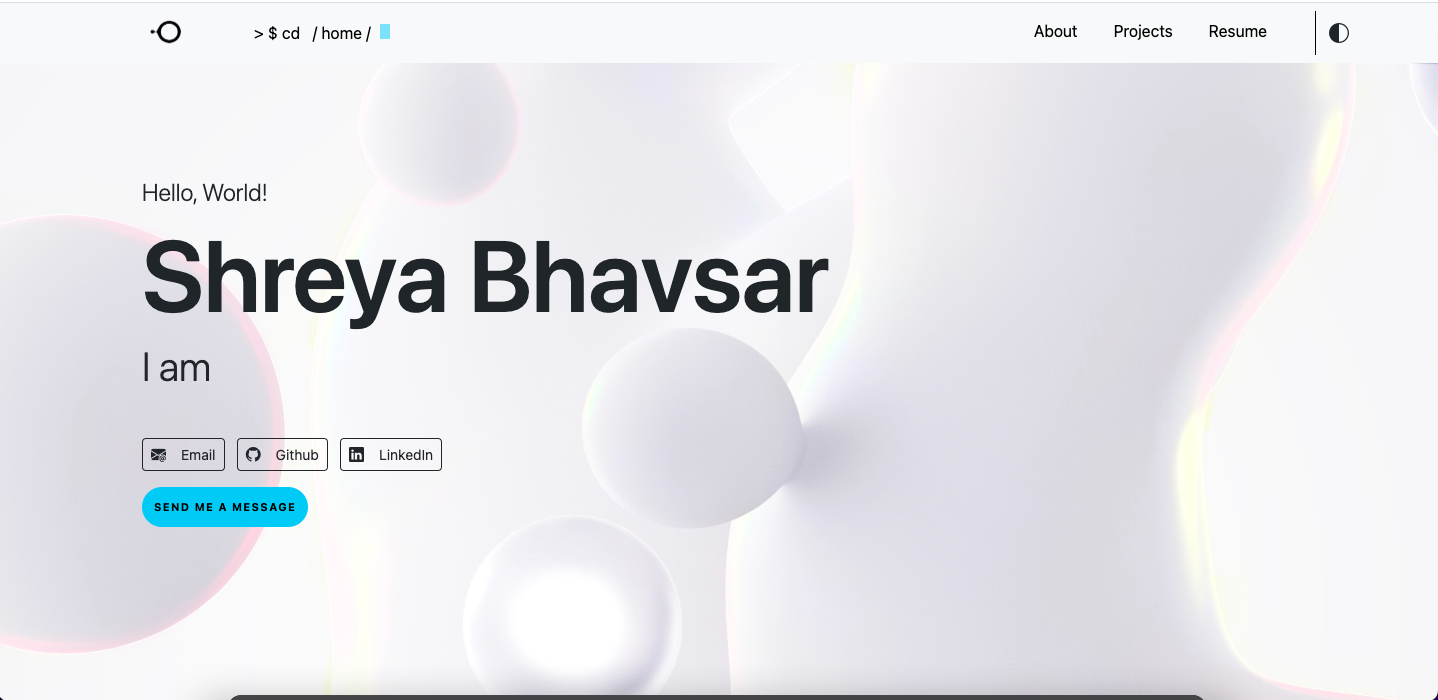 > $ cd / home /
About Projects Resume
Hello, World!
Shreya Bhavsar
I am
Email Github LinkedIn
SEND ME A MESSAGE